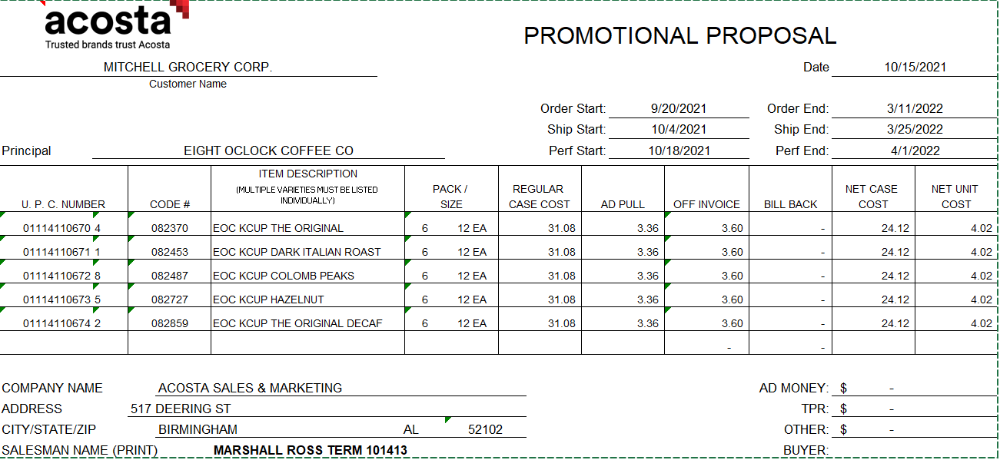 acosta
Trusted brands trust Acosta
PROMOTIONAL PROPOSAL
MITCHELL GROCERY CORP.
Customer Name
Date 10/15/2021
Order Start: 9/20/2021 Order End: 3/11/2022
Ship Start: 10/4/2021 Ship End: 3/25/2022
Principal EIGHT OCLOCK COFFEE CO Perf Start: 10/18/2021 Perf End: 4/1/2022
U. P. C. NUMBER CODE # ITEM DESCRIPTION (MULTIPLE VARIETIES MUST BE LISTED INDIVIDUALLY) PACK / SIZE REGULAR CASE COST AD PULL OFF INVOICE BILL BACK NET CASE COST NET UNIT COST
01114110670 4 082370 EOC KCUP THE ORIGINAL 6 12 EA 31.08 3.36 3.60 - 24.12 4.02
01114110671 1 082453 EOC KCUP DARK ITALIAN ROAST 6 12 EA 31.08 3.36 3.60 - 24.12 4.02
01114110672 8 082487 EOC KCUP COLOMB PEAKS 6 12 EA 31.08 3.36 3.60 - 24.12 4.02
01114110673 5 082727 EOC KCUP HAZELNUT 6 12 EA 31.08 3.36 3.60 - 24.12 4.02
01114110674 2 082859 EOC KCUP THE ORIGINAL DECAF 6 12 EA 31.08 3.36 3.60 - 24.12 4.02
- -
COMPANY NAME ACOSTA SALES & MARKETING AD MONEY: $ -
ADDRESS 517 DEERING ST TPR: $ -
CITY/STATE/ZIP BIRMINGHAM AL 52102 OTHER: $ -
SALESMAN NAME (PRINT) MARSHALL ROSS TERM 101413 BUYER: